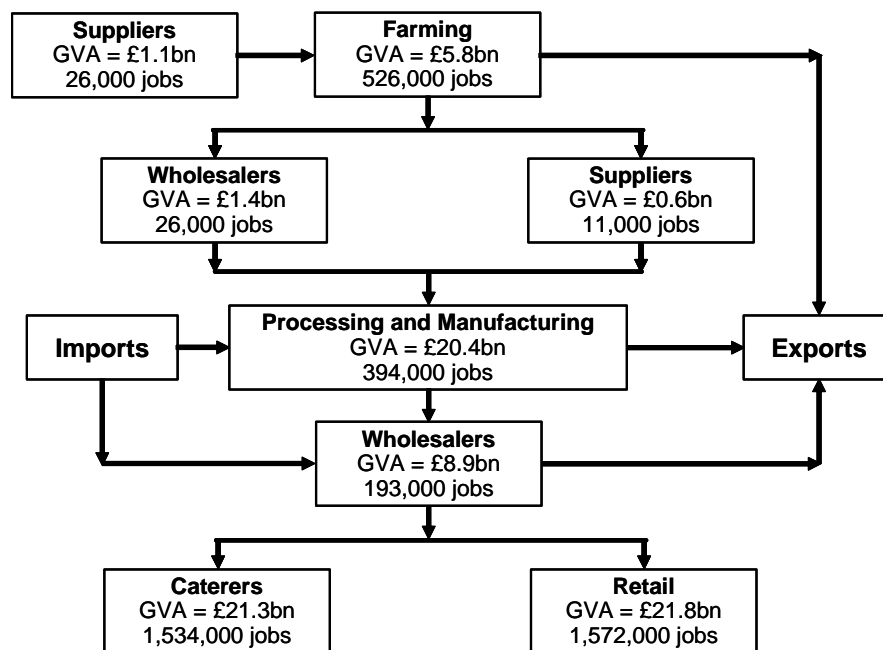 Suppliers
GVA = £1.1bn
26,000 jobs
Farming
GVA = £5.8bn
526,000 jobs
Wholesalers
GVA = £1.4bn
26,000 jobs
Suppliers
GVA = £0.6bn
11,000 jobs
Imports
Processing and Manufacturing
GVA = £20.4bn
394,000 jobs
Exports
Wholesalers
GVA = £8.9bn
193,000 jobs
Caterers
GVA = £21.3bn
1,534,000 jobs
Retail
GVA = £21.8bn
1,572,000 jobs